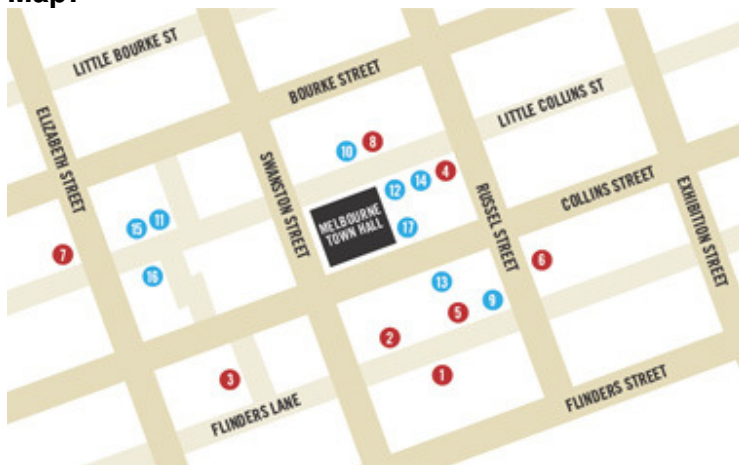 Map:
LITTLE BOURKE ST
BOURKE STREET
LITTLE COLLINS ST
ELIZABETH STREET
SWANSTON STREET
10
8
12
14
4
MELBOURNE
TOWN HALL
17
RUSSEL STREET
COLLINS STREET
EXHIBITION STREET
15
11
7
16
6
13
5
9
2
3
1
FLINDERS LANE
FLINDERS STREET